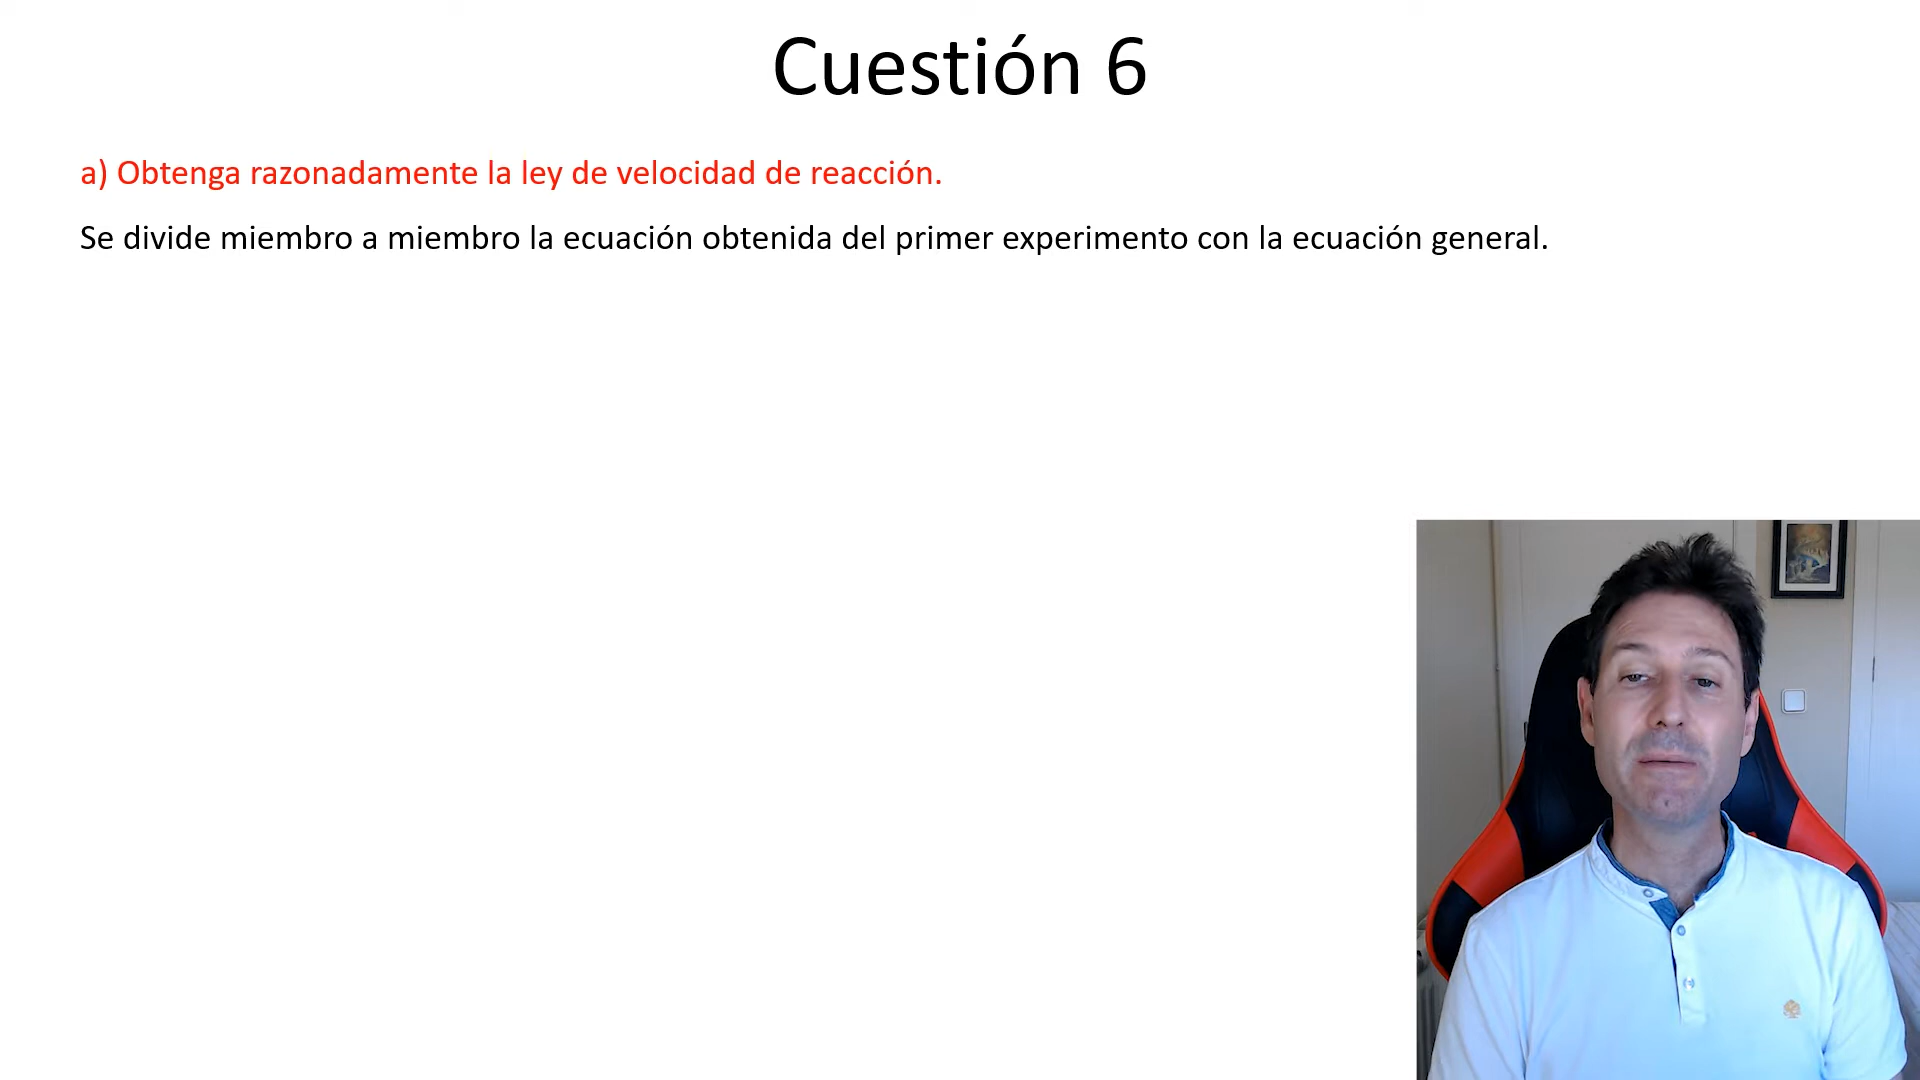 Cuestión 6
a) Obtenga razonadamente la ley de velocidad de reacción.
Se divide miembro a miembro la ecuación obtenida del primer experimento con la ecuación general.